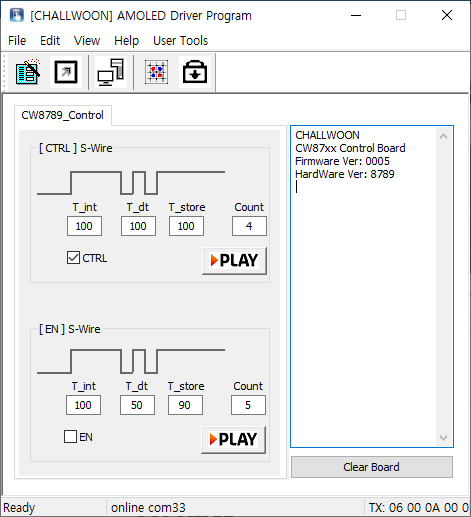 [CHALLWOON] AMOLED Driver Program
File Edit View Help User Tools
CW8789_Control
[ CTRL ] S-Wire
T_int T_dt T_store Count
100 100 100 4
CTRL
PLAY
[ EN ] S-Wire
T_int T_dt T_store Count
100 50 90 5
EN
PLAY
CHALLWOON
CW87xx Control Board
Firmware Ver: 0005
HardWare Ver: 8789
Clear Board
Ready online com33 TX: 06 00 0A 00 0